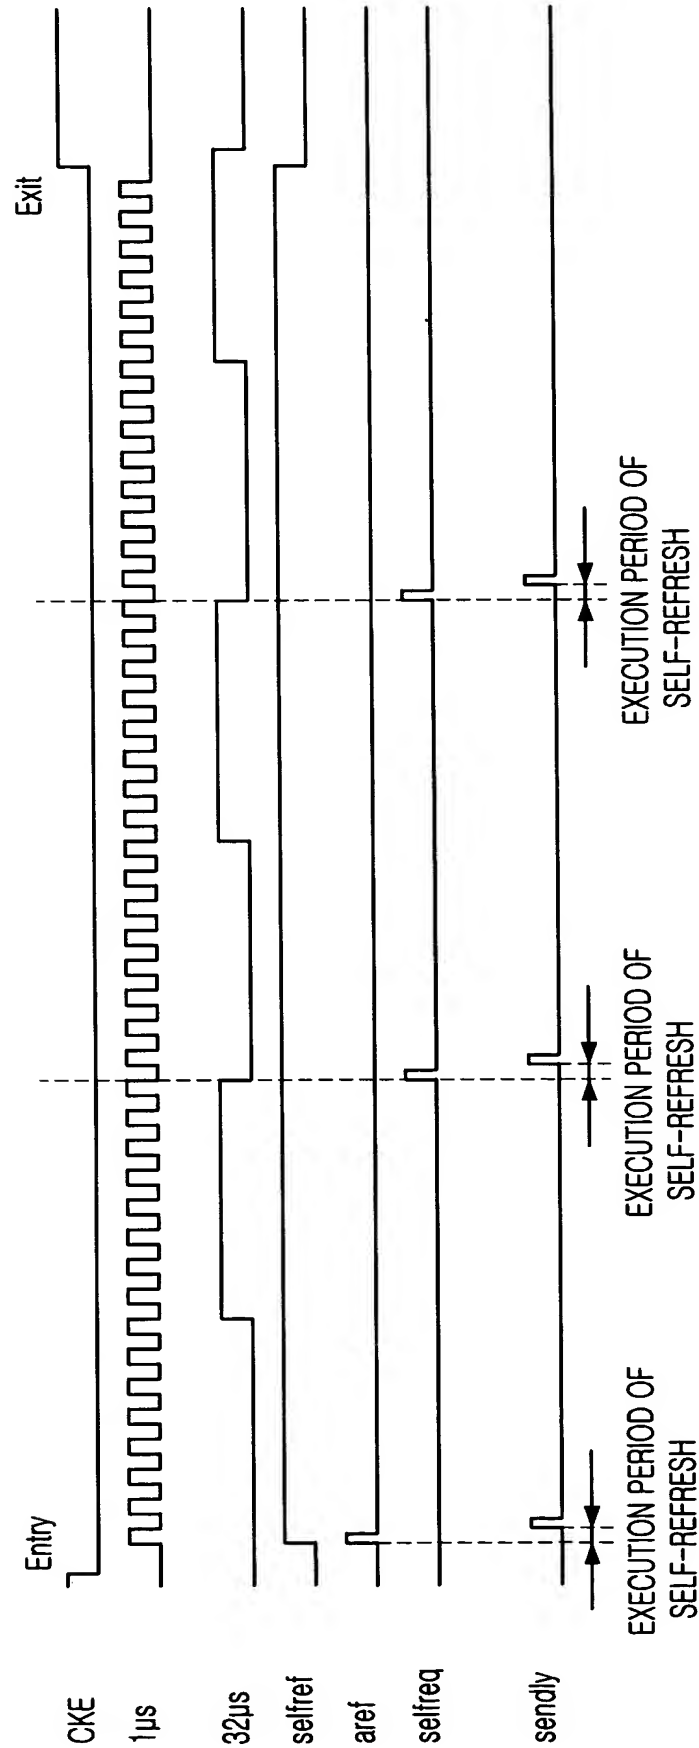 Entry
Exit
CKE
1µs
32µs
selfref
aref
selfreq
sendly
EXECUTION PERIOD OF
SELF-REFRESH
EXECUTION PERIOD OF
SELF-REFRESH
EXECUTION PERIOD OF
SELF-REFRESH